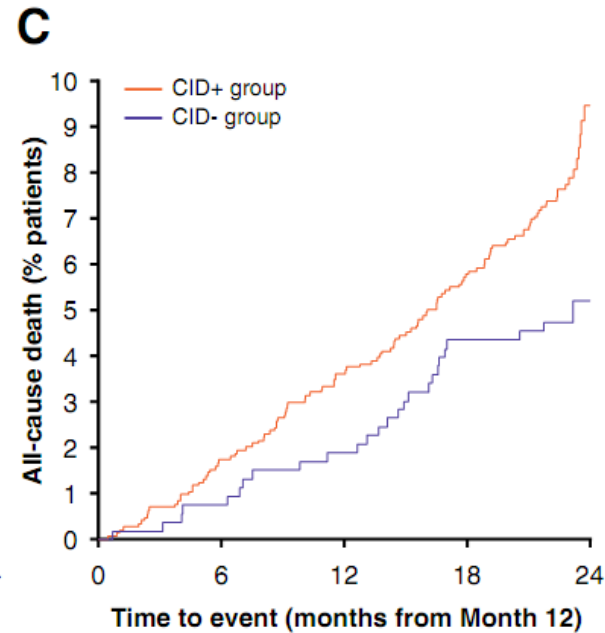 C
10
CID+ group
CID- group
9
8
7
6
5
4
3
2
1
0
All-cause death (% patients)
0 6 12 18 24
Time to event (months from Month 12)